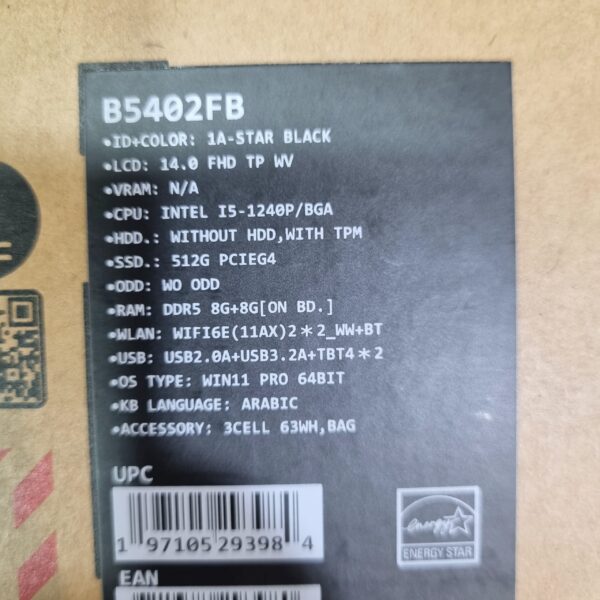 B5402FB
•ID+COLOR: 1A-STAR BLACK
•LCD: 14.0 FHD TP WV
•VRAM: N/A
•CPU: INTEL I5-1240P/BGA
•HDD.: WITHOUT HDD,WITH TPM
•SSD.: 512G PCIEG4
•ODD: WO ODD
•RAM: DDR5 8G+8G[ON BD.]
•WLAN: WIFI6E(11AX)2*2_WW+BT
•USB: USB2.0A+USB3.2A+TBT4*2
•OS TYPE: WIN11 PRO 64BIT
•KB LANGUAGE: ARABIC
•ACCESSORY: 3CELL 63WH,BAG
UPC
1 97105 29398 4
energy
ENERGY STAR
EAN